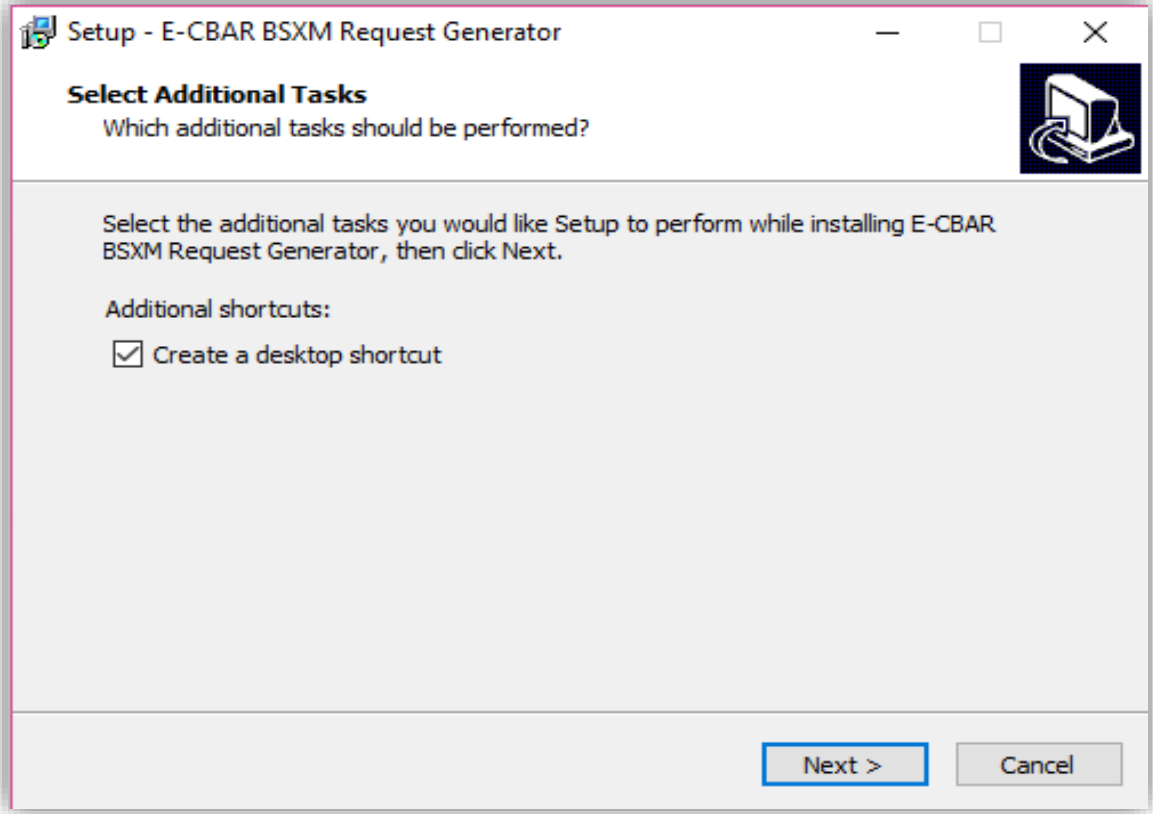 Setup - E-CBAR BSXM Request Generator
Select Additional Tasks
Which additional tasks should be performed?
Select the additional tasks you would like Setup to perform while installing E-CBAR
BSXM Request Generator, then click Next.
Additional shortcuts:
Create a desktop shortcut
Next >
Cancel